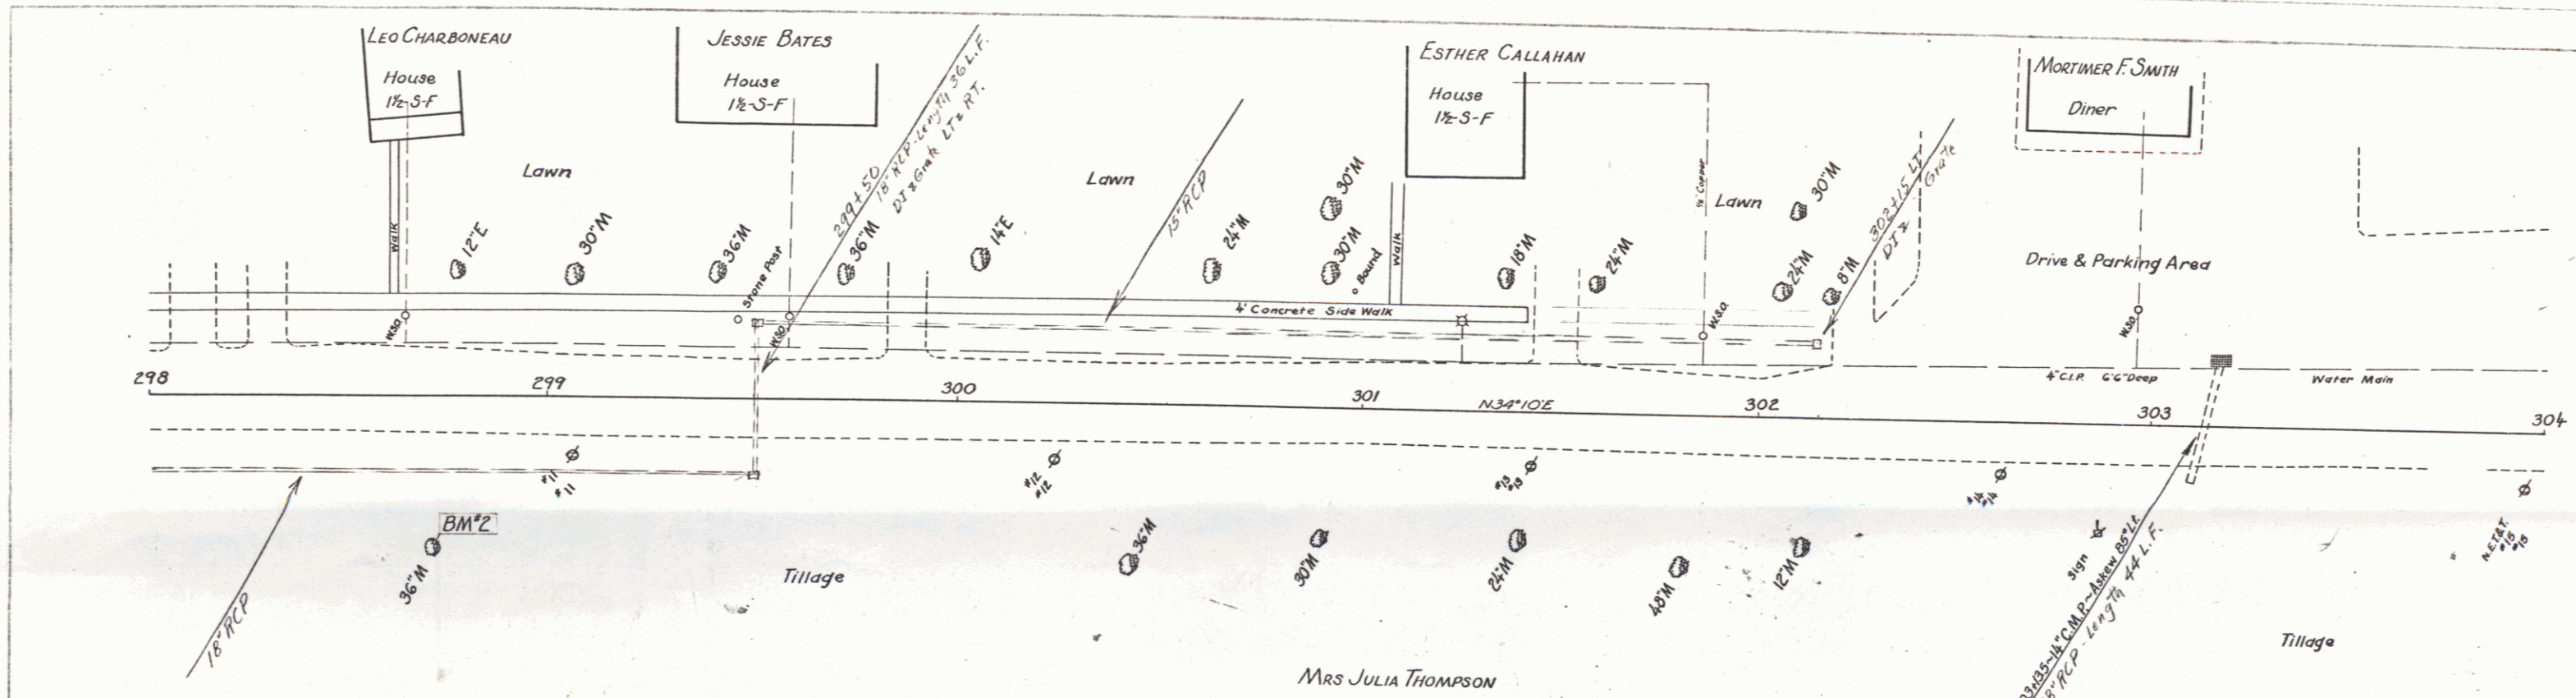 LEO CHARBONEAU
House
1½-S-F
JESSIE BATES
House
1½-S-F
299+50
18" RCP-Length 36 L.F.
DI & Grate LT & RT.
ESTHER CALLAHAN
House
1½-S-F
MORTIMER F. SMITH
Diner
Lawn
Lawn
15" RCP
Lawn
½" Copper
302+15 LT
DI &
Grate
Drive & Parking Area
Walk
12"E
30"M
36"M
Stone Post
36"M
14"E
24"M
30"M
30"M
Bound
Walk
18"M
24"M
30"M
24"M
8"M
W.S.O.
W.S.O.
4' Concrete Side Walk
W.S.O.
W.S.O.
298
299
300
301
N34°10'E
302
303
304
4" C.I.P. 6'6" Deep
Water Main
#11
#11
#12
#12
#13
#13
#14
#14
N.E.T.&T.
#15
#15
18" RCP
BM#2
36"M
Tillage
36"M
30"M
24"M
48"M
12"M
Sign
14" C.M.P.~Askew 85° Lt.
RCP-Length 44 L.F.
Tillage
MRS JULIA THOMPSON